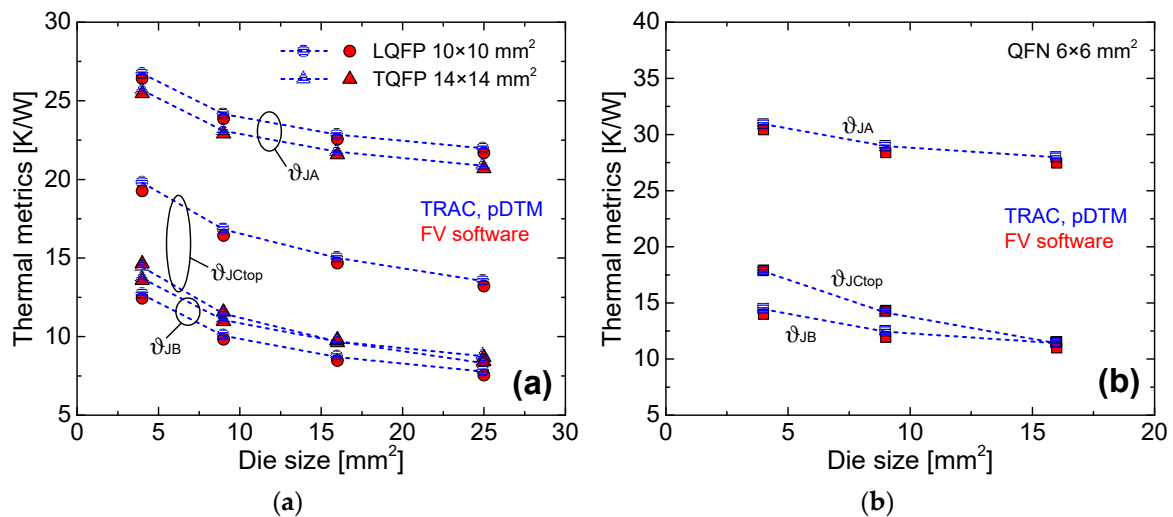 30
25
20
15
10
5
Thermal metrics [K/W]
LQFP 10×10 mm²
TQFP 14×14 mm²
ϑJA
TRAC, pDTM
FV software
ϑJCtop
ϑJB
(a)
0 5 10 15 20 25 30
Die size [mm²]
(a)
40
35
30
25
20
15
10
5
Thermal metrics [K/W]
QFN 6×6 mm²
ϑJA
TRAC, pDTM
FV software
ϑJCtop
ϑJB
(b)
0 5 10 15 20
Die size [mm²]
(b)